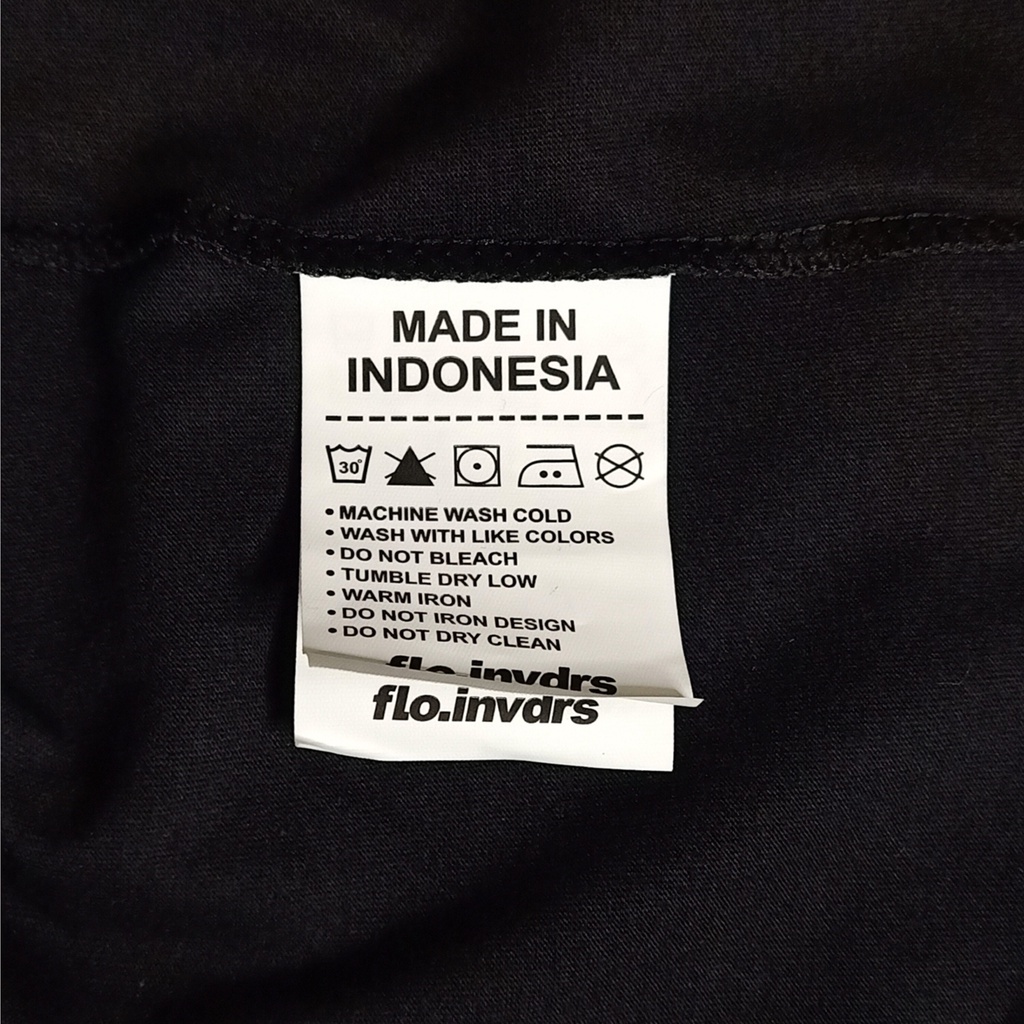 MADE IN
INDONESIA
30°
• MACHINE WASH COLD
• WASH WITH LIKE COLORS
• DO NOT BLEACH
• TUMBLE DRY LOW
• WARM IRON
• DO NOT IRON DESIGN
• DO NOT DRY CLEAN
flo.invdrs
flo.invdrs